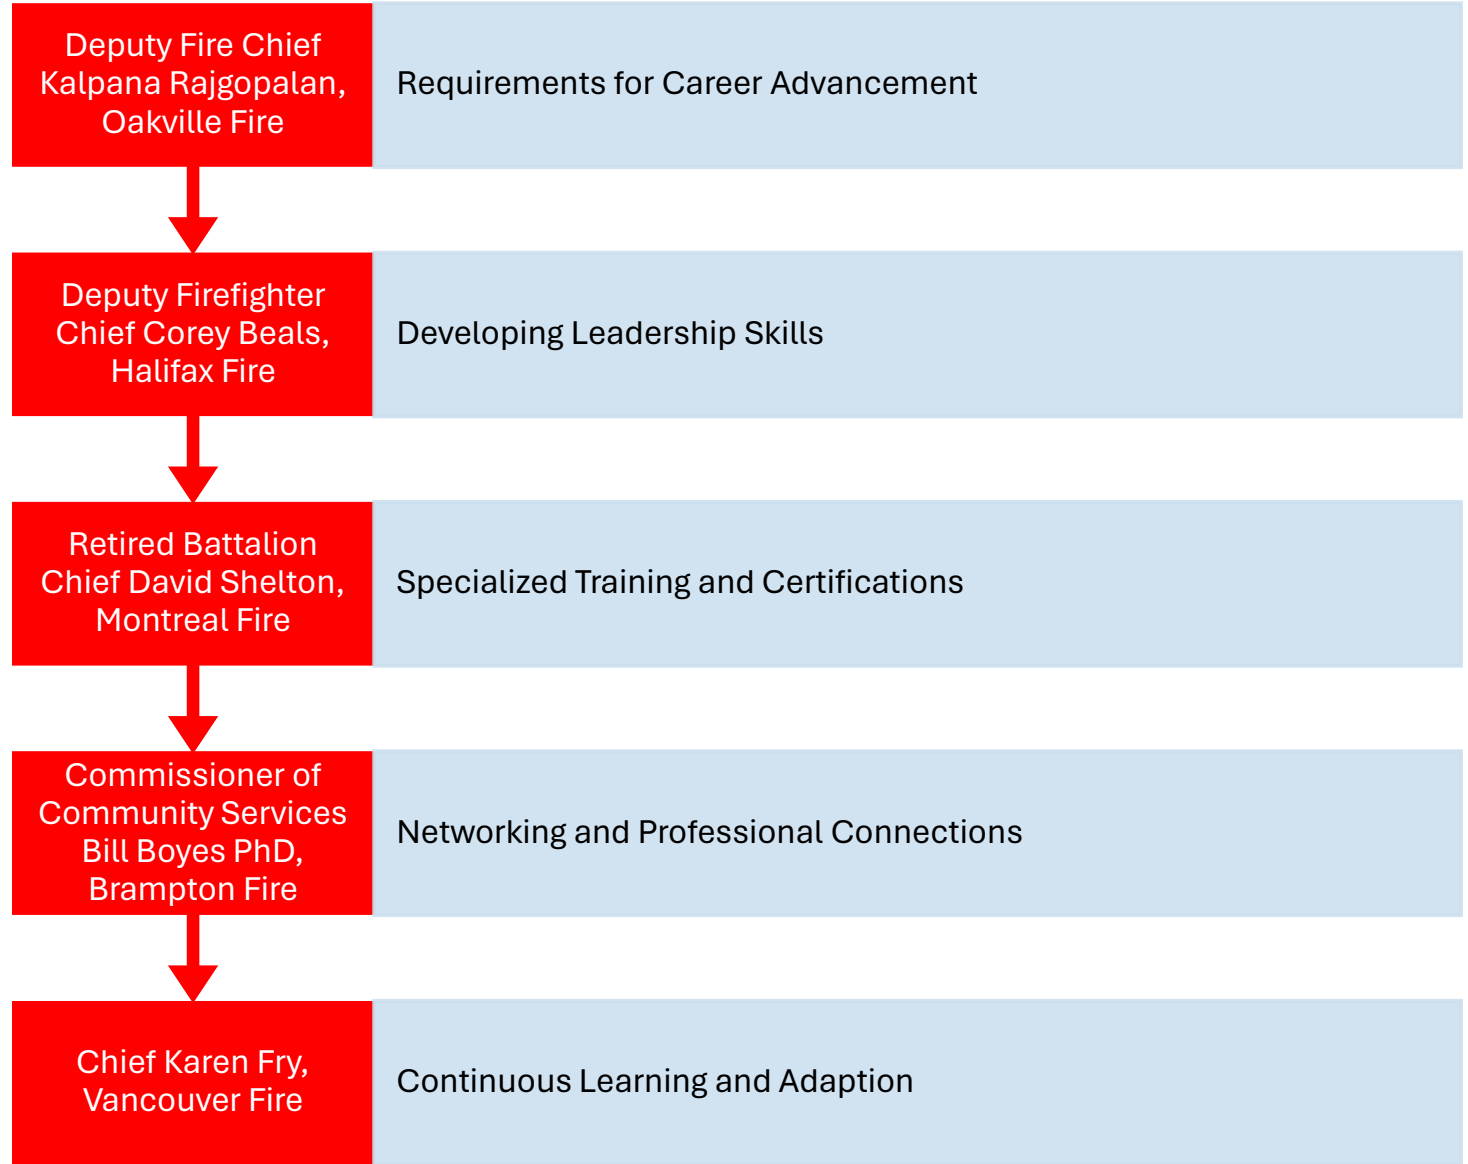 Deputy Fire Chief
Kalpana Rajgopalan,
Oakville Fire
Requirements for Career Advancement
Deputy Firefighter
Chief Corey Beals,
Halifax Fire
Developing Leadership Skills
Retired Battalion
Chief David Shelton,
Montreal Fire
Specialized Training and Certifications
Commissioner of
Community Services
Bill Boyes PhD,
Brampton Fire
Networking and Professional Connections
Chief Karen Fry,
Vancouver Fire
Continuous Learning and Adaption